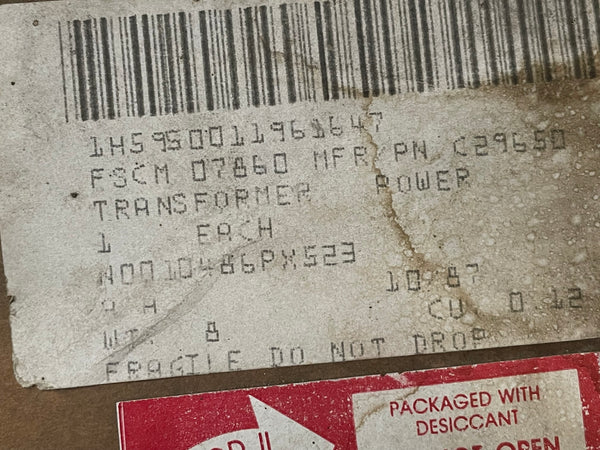 1H5950011961647
FSCM 07860 MFR/PN C29650
TRANSFORMER POWER
1 EACH
N0010486PX523
10/87
A H CU 0.12
WT. 8
FRAGILE DO NOT DROP
PACKAGED WITH
DESICCANT
OPEN